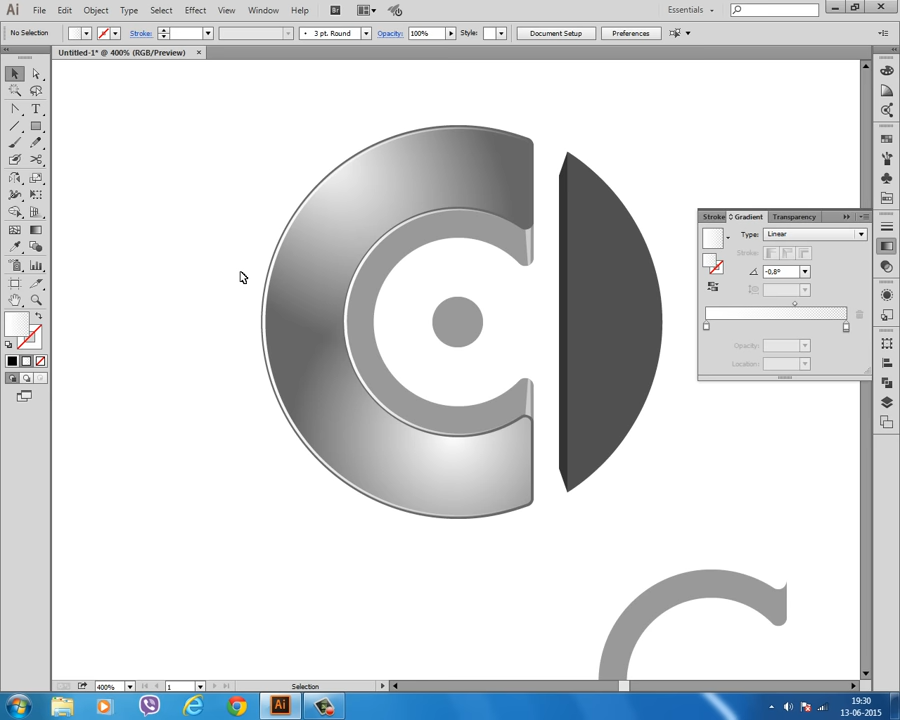 Ai File Edit Object Type Select Effect View Window Help Br Essentials
No Selection Stroke: 3 pt. Round Opacity: 100% Style: Document Setup Preferences
Untitled-1* @ 400% (RGB/Preview) ×
Stroke Gradient Transparency
Type: Linear
Stroke:
-0,8°
Opacity:
Location:
T
400% 1 Selection
Ai
19:30
13-06-2015